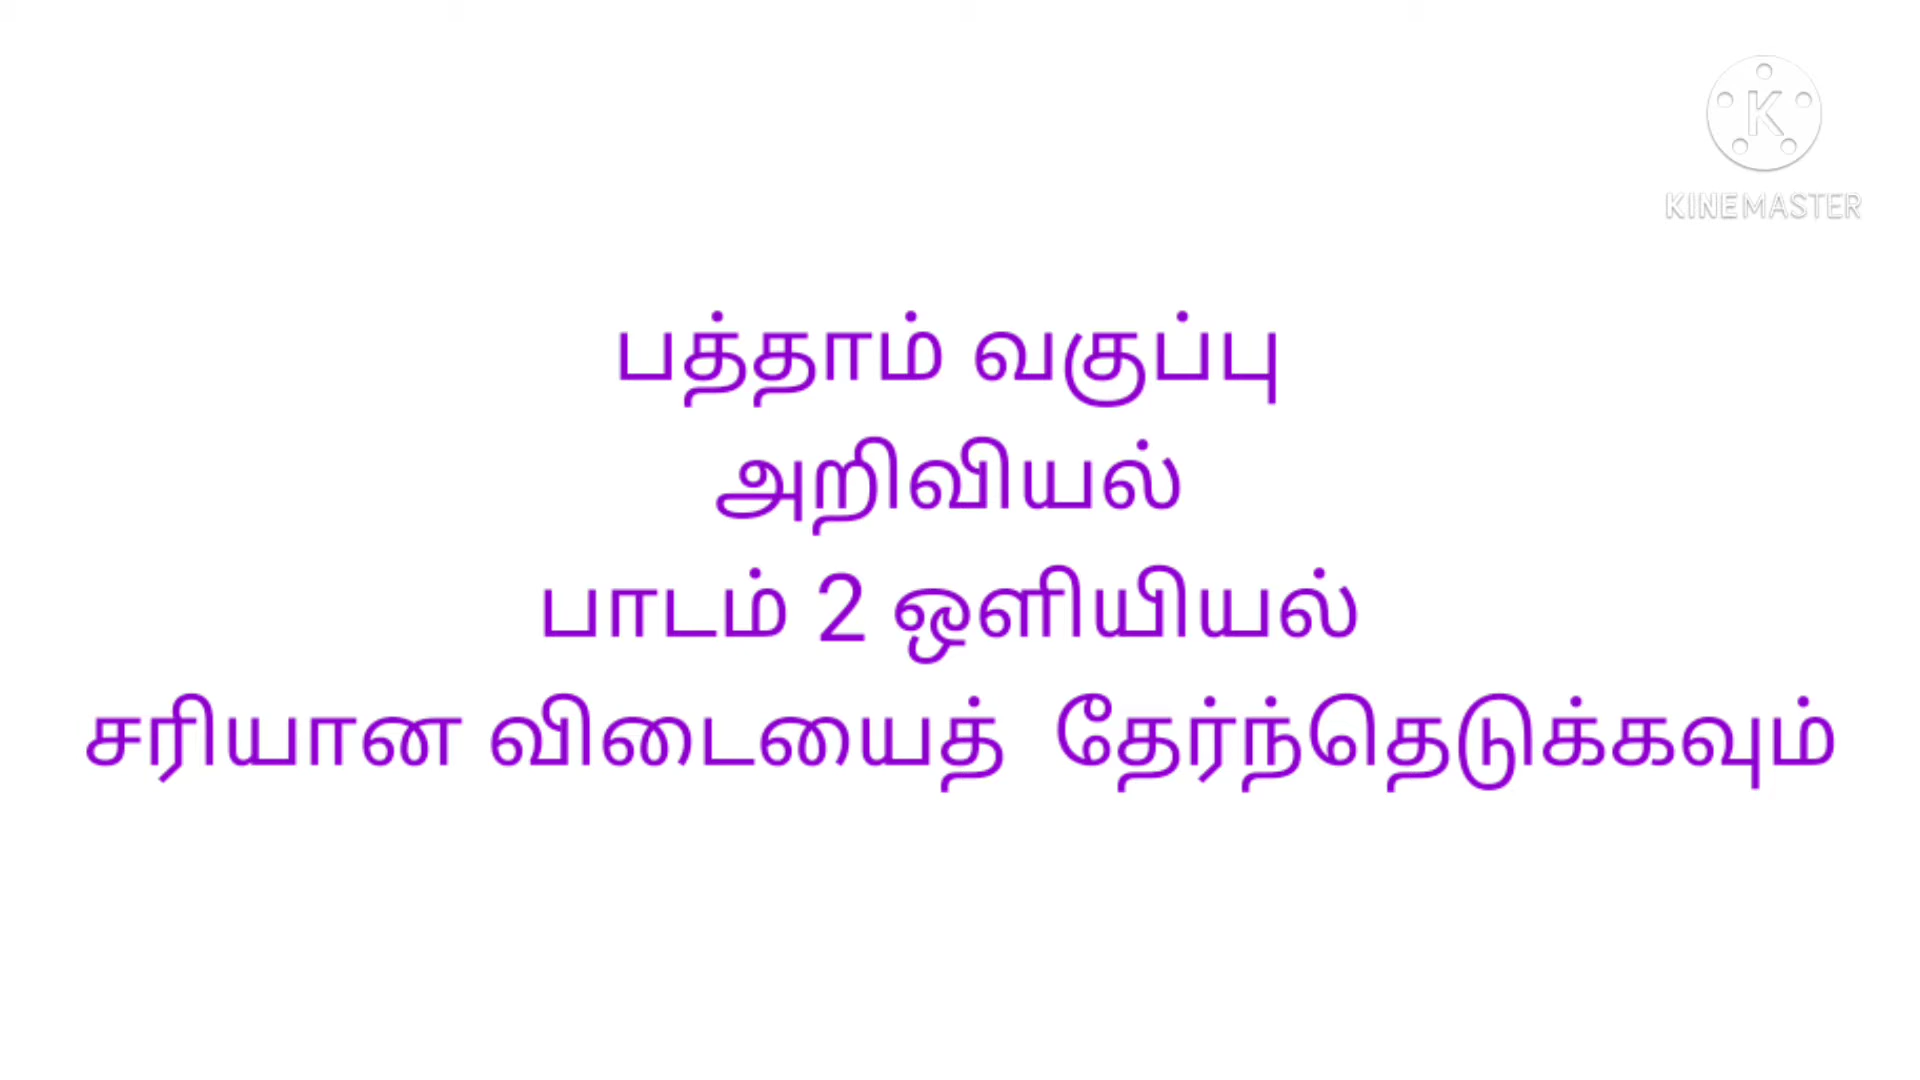 KINEMASTER
பத்தாம் வகுப்பு
அறிவியல்
பாடம் 2 ஒளியியல்
சரியான விடையைத் தேர்ந்தெடுக்கவும்